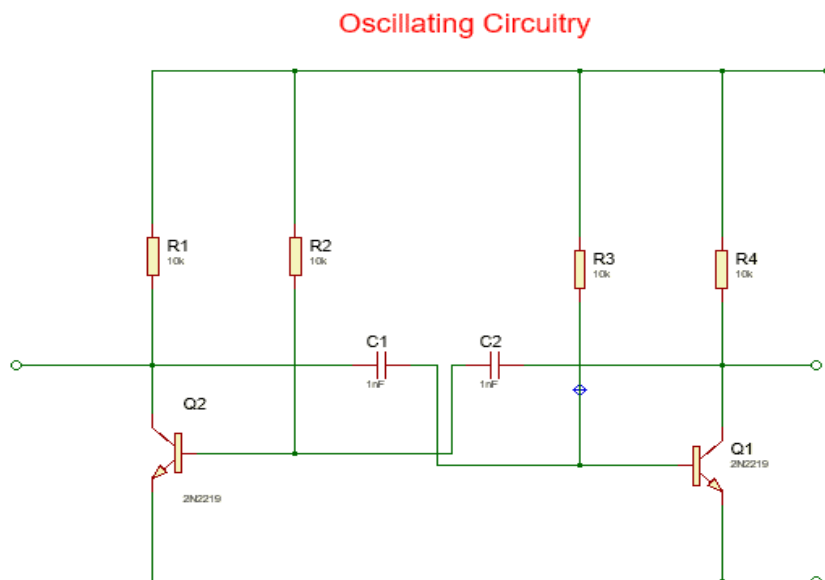 Oscillating Circuitry
R1
10k
R2
10k
R3
10k
R4
10k
C1
1nF
C2
1nF
Q2
2N2219
Q1
2N2219